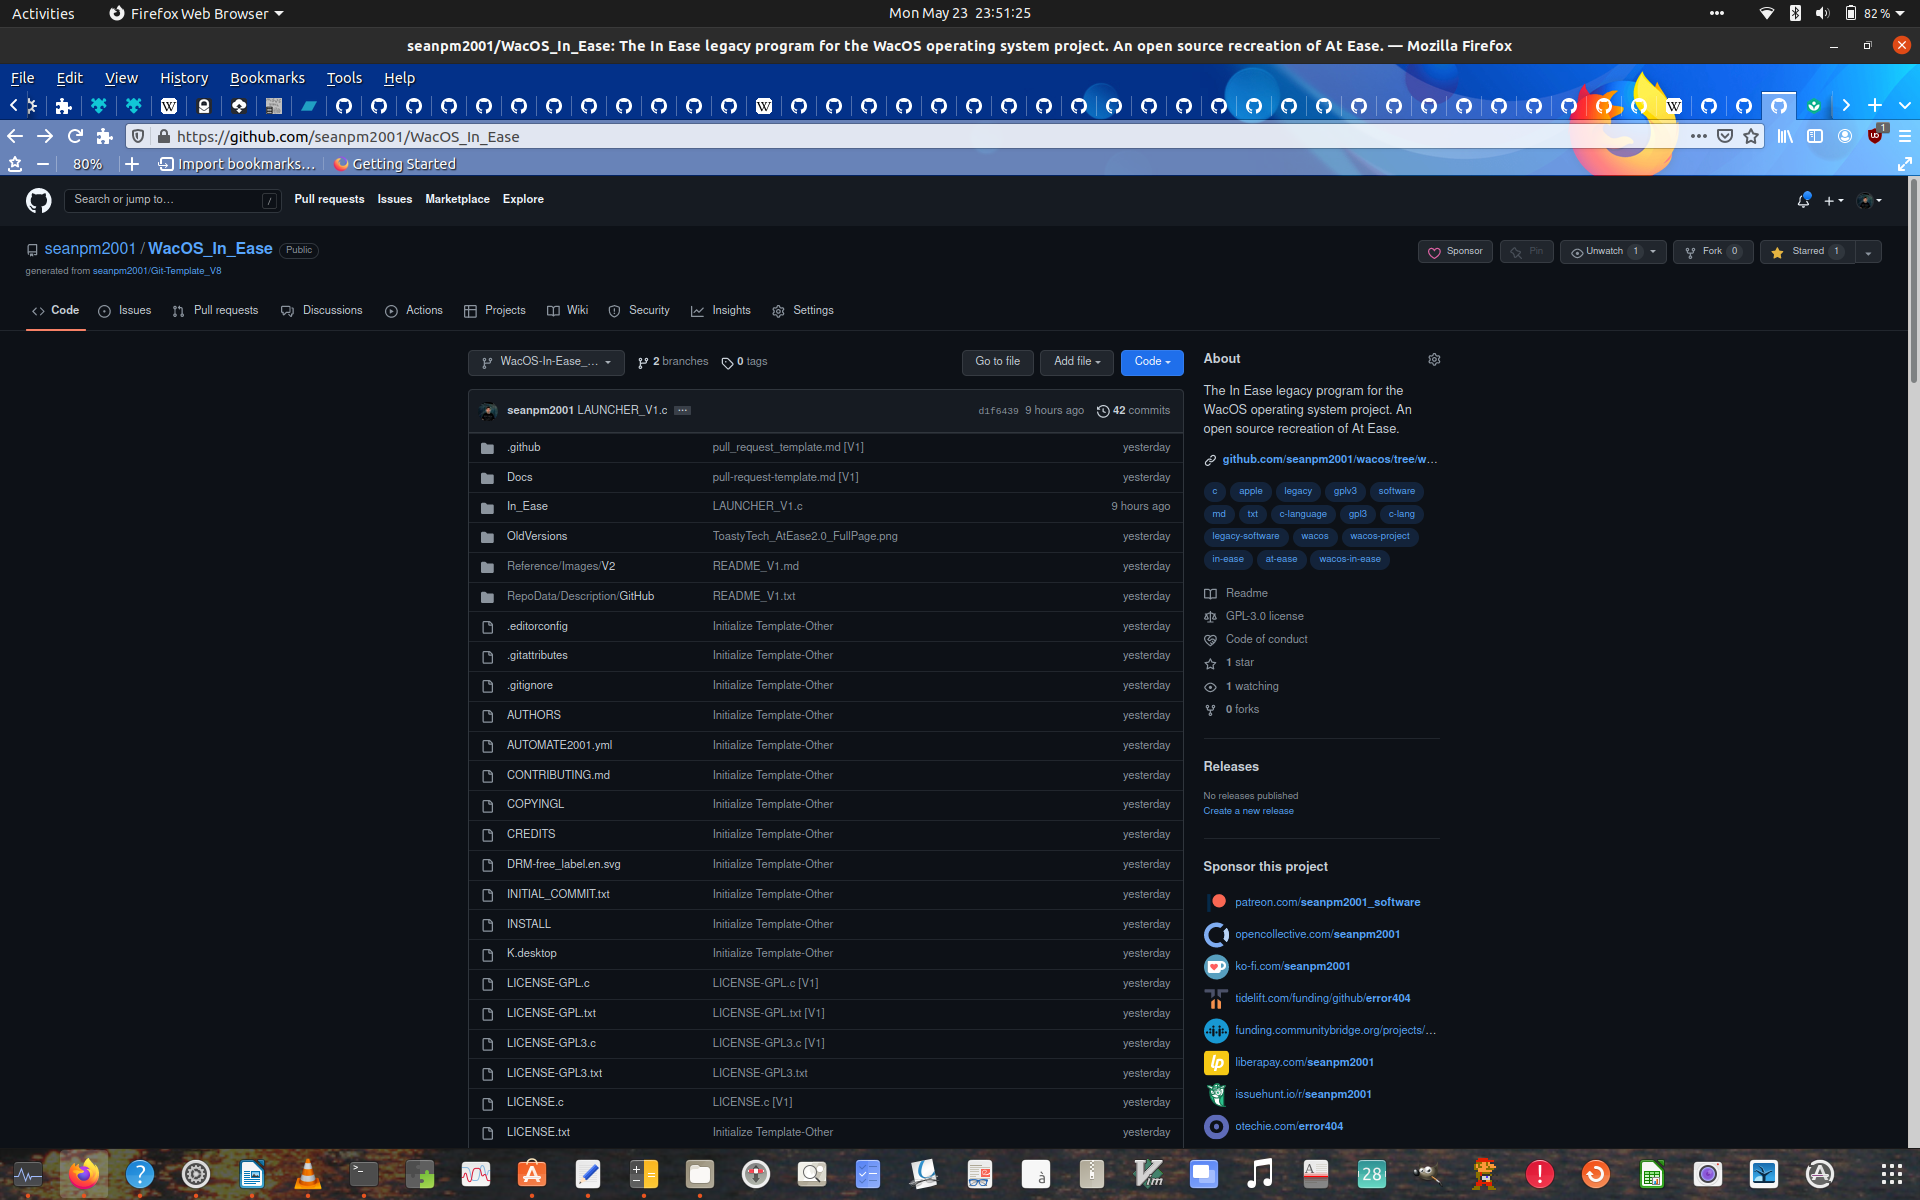 Activities Firefox Web Browser Mon May 23 23:51:25 82 %
seanpm2001/WacOS_In_Ease: The In Ease legacy program for the WacOS operating system project. An open source recreation of At Ease. — Mozilla Firefox
File Edit View History Bookmarks Tools Help
https://github.com/seanpm2001/WacOS_In_Ease 1
80% Import bookmarks... Getting Started
Search or jump to... / Pull requests Issues Marketplace Explore
seanpm2001 / WacOS_In_Ease Public Sponsor Pin Unwatch 1 Fork 0 Starred 1
generated from seanpm2001/Git-Template_V8
Code Issues Pull requests Discussions Actions Projects Wiki Security Insights Settings
WacOS-In-Ease_... 2 branches 0 tags Go to file Add file Code
seanpm2001 LAUNCHER_V1.c ... d1f6439 9 hours ago 42 commits
.github pull_request_template.md [V1] yesterday
Docs pull-request-template.md [V1] yesterday
In_Ease LAUNCHER_V1.c 9 hours ago
OldVersions ToastyTech_AtEase2.0_FullPage.png yesterday
Reference/Images/V2 README_V1.md yesterday
RepoData/Description/GitHub README_V1.txt yesterday
.editorconfig Initialize Template-Other yesterday
.gitattributes Initialize Template-Other yesterday
.gitignore Initialize Template-Other yesterday
AUTHORS Initialize Template-Other yesterday
AUTOMATE2001.yml Initialize Template-Other yesterday
CONTRIBUTING.md Initialize Template-Other yesterday
COPYINGL Initialize Template-Other yesterday
CREDITS Initialize Template-Other yesterday
DRM-free_label.en.svg Initialize Template-Other yesterday
INITIAL_COMMIT.txt Initialize Template-Other yesterday
INSTALL Initialize Template-Other yesterday
K.desktop Initialize Template-Other yesterday
LICENSE-GPL.c LICENSE-GPL.c [V1] yesterday
LICENSE-GPL.txt LICENSE-GPL.txt [V1] yesterday
LICENSE-GPL3.c LICENSE-GPL3.c [V1] yesterday
LICENSE-GPL3.txt LICENSE-GPL3.txt yesterday
LICENSE.c LICENSE.c [V1] yesterday
LICENSE.txt Initialize Template-Other yesterday
About
The In Ease legacy program for the
WacOS operating system project. An
open source recreation of At Ease.
github.com/seanpm2001/wacos/tree/w...
c apple legacy gplv3 software
md txt c-language gpl3 c-lang
legacy-software wacos wacos-project
in-ease at-ease wacos-in-ease
Readme
GPL-3.0 license
Code of conduct
1 star
1 watching
0 forks
Releases
No releases published
Create a new release
Sponsor this project
patreon.com/seanpm2001_software
opencollective.com/seanpm2001
ko-fi.com/seanpm2001
tidelift.com/funding/github/error404
funding.communitybridge.org/projects/...
lp liberapay.com/seanpm2001
issuehunt.io/r/seanpm2001
otechie.com/error404
28